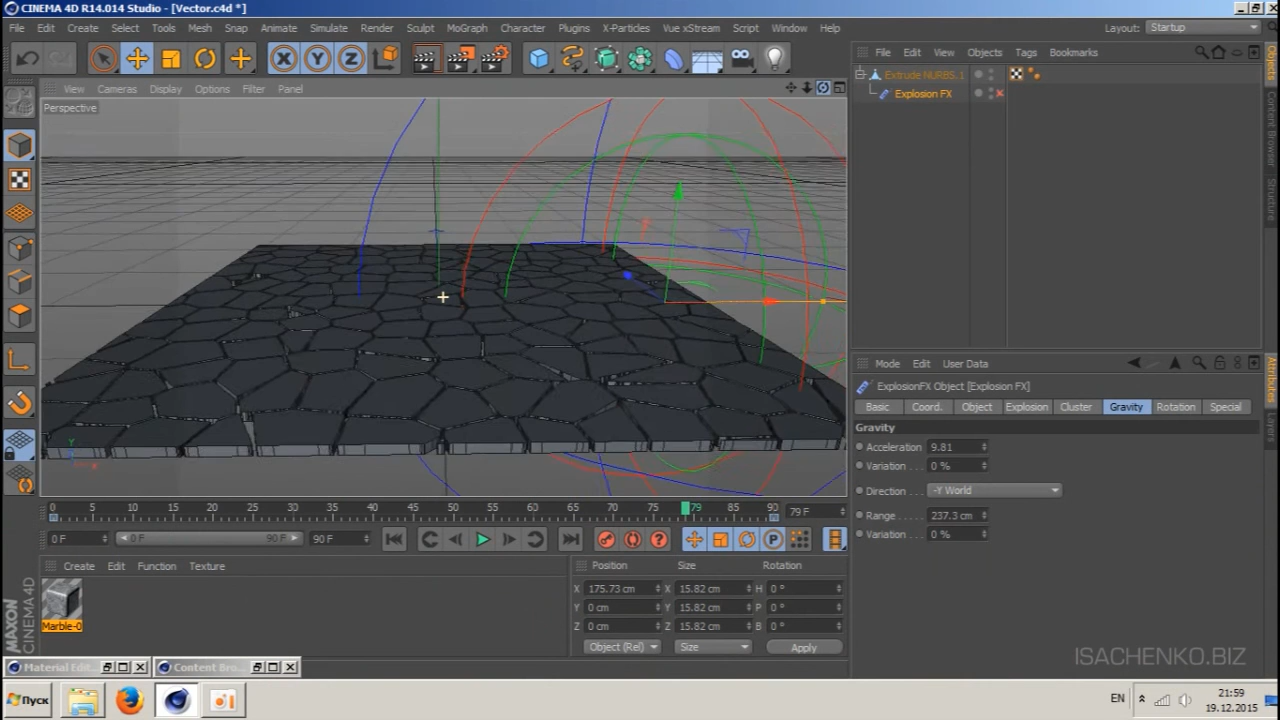 CINEMA 4D R14.014 Studio - [Vector.c4d *]
File Edit Create Select Tools Mesh Snap Animate Simulate Render Sculpt MoGraph Character Plugins X-Particles Vue xStream Script Window Help Layout: Startup
File Edit View Objects Tags Bookmarks
Extrude NURBS.1
Explosion FX
Objects
Content Browser
Structure
View Cameras Display Options Filter Panel
Perspective
Y
Mode Edit User Data
ExplosionFX Object [Explosion FX]
Basic Coord. Object Explosion Cluster Gravity Rotation Special
Gravity
Acceleration 9.81
Variation . . . 0 %
Direction - Y World
Range 237.3 cm
Variation . . . 0 %
Attributes
Layers
0 5 10 15 20 25 30 35 40 45 50 55 60 65 70 75 79 85 90 79 F
0 F 0 F 90 F 90 F
Create Edit Function Texture
Marble-0
MAXON
CINEMA 4D
Position Size Rotation
X 175.73 cm X 15.82 cm H 0 °
Y 0 cm Y 15.82 cm P 0 °
Z 0 cm Z 15.82 cm B 0 °
Object (Rel) Size Apply
Material Edit... Content Bro...
ISACHENKO.BIZ
Пуск
EN 21:59
19.12.2015